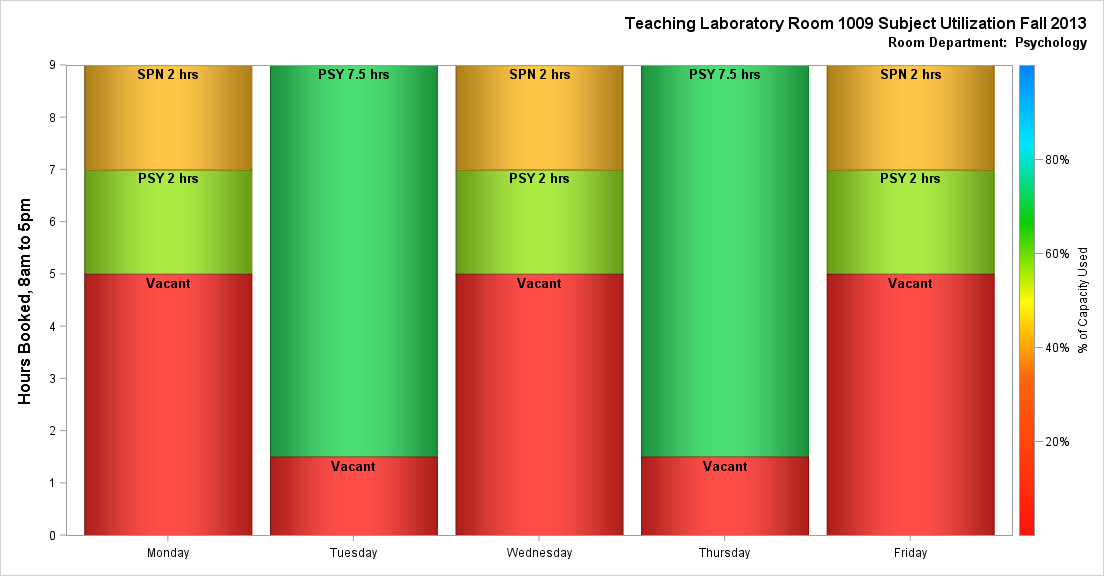 Teaching Laboratory Room 1009 Subject Utilization Fall 2013
Room Department:  Psychology
Hours Booked, 8am to 5pm
9
8
7
6
5
4
3
2
1
0
SPN 2 hrs
PSY 2 hrs
Vacant
PSY 7.5 hrs
Vacant
SPN 2 hrs
PSY 2 hrs
Vacant
PSY 7.5 hrs
Vacant
SPN 2 hrs
PSY 2 hrs
Vacant
Monday
Tuesday
Wednesday
Thursday
Friday
80%
60%
40%
20%
% of Capacity Used